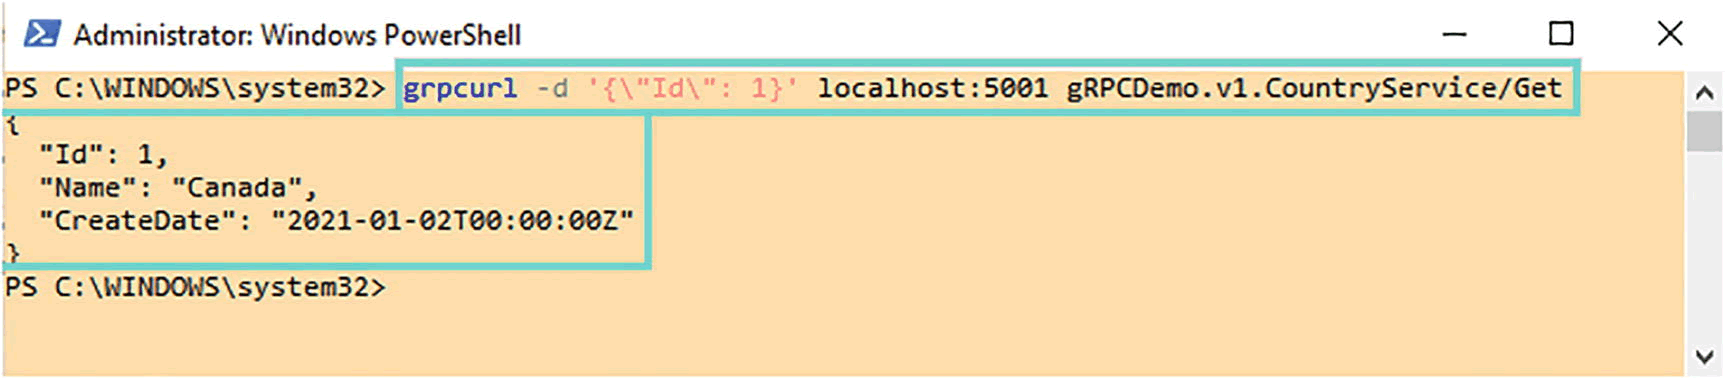 Administrator: Windows PowerShell
PS C:\WINDOWS\system32> grpcurl -d '{\"Id\": 1}' localhost:5001 gRPCDemo.v1.CountryService/Get
{
  "Id": 1,
  "Name": "Canada",
  "CreateDate": "2021-01-02T00:00:00Z"
}
PS C:\WINDOWS\system32>